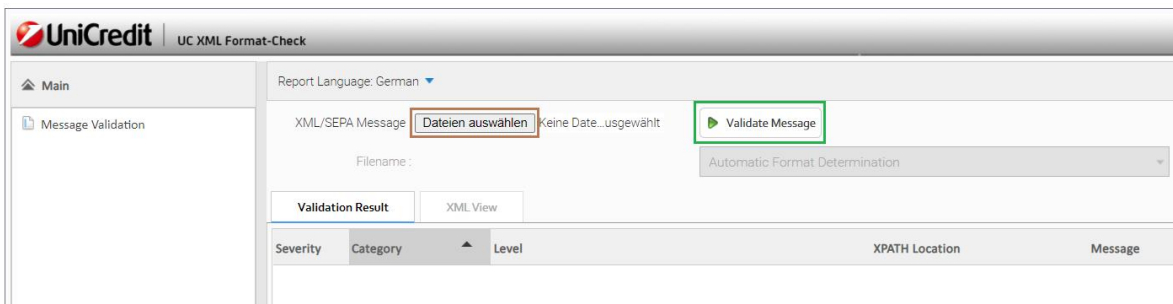 UniCredit UC XML Format-Check
Main
Report Language: German
Message Validation
XML/SEPA Message Dateien auswählen Keine Date...usgewählt Validate Message
Filename : Automatic Format Determination
Validation Result XML View
Severity Category Level XPATH Location Message